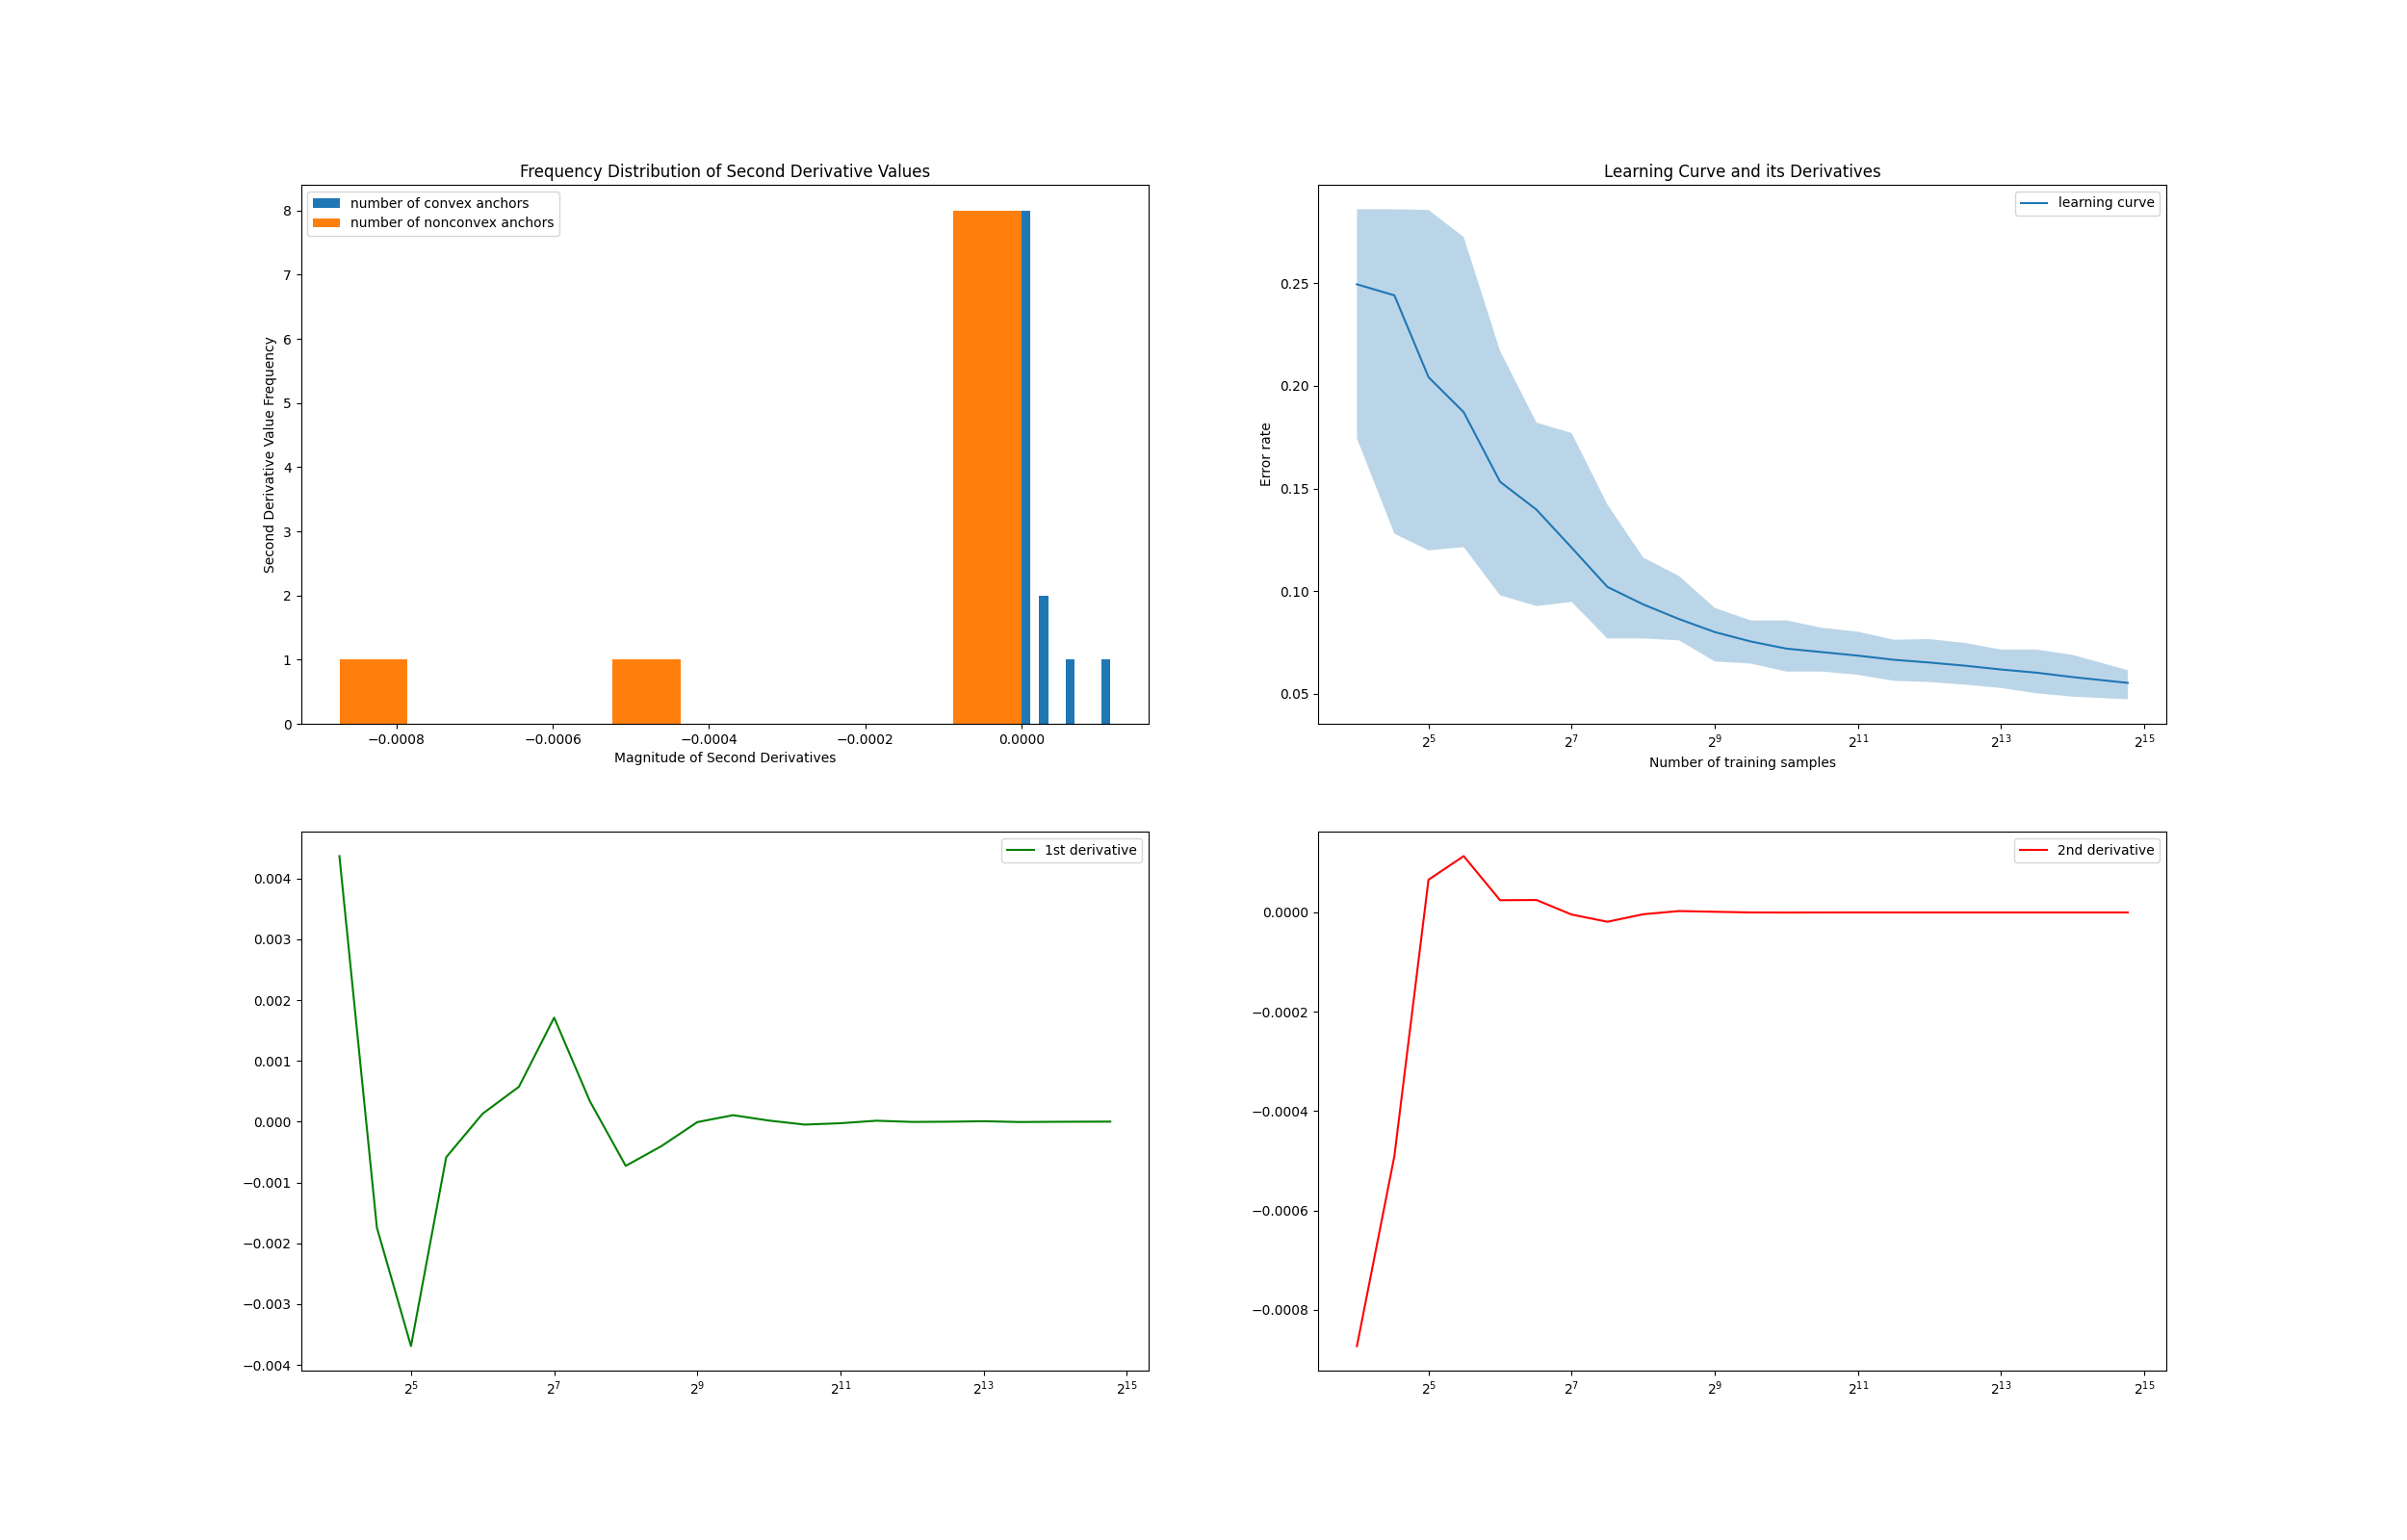 Frequency Distribution of Second Derivative Values
number of convex anchors
number of nonconvex anchors
Second Derivative Value Frequency
8
7
6
5
4
3
2
1
0
−0.0008 −0.0006 −0.0004 −0.0002 0.0000
Magnitude of Second Derivatives
Learning Curve and its Derivatives
learning curve
Error rate
0.25
0.20
0.15
0.10
0.05
2^5 2^7 2^9 2^11 2^13 2^15
Number of training samples
1st derivative
0.004
0.003
0.002
0.001
0.000
−0.001
−0.002
−0.003
−0.004
2^5 2^7 2^9 2^11 2^13 2^15
2nd derivative
0.0000
−0.0002
−0.0004
−0.0006
−0.0008
2^5 2^7 2^9 2^11 2^13 2^15